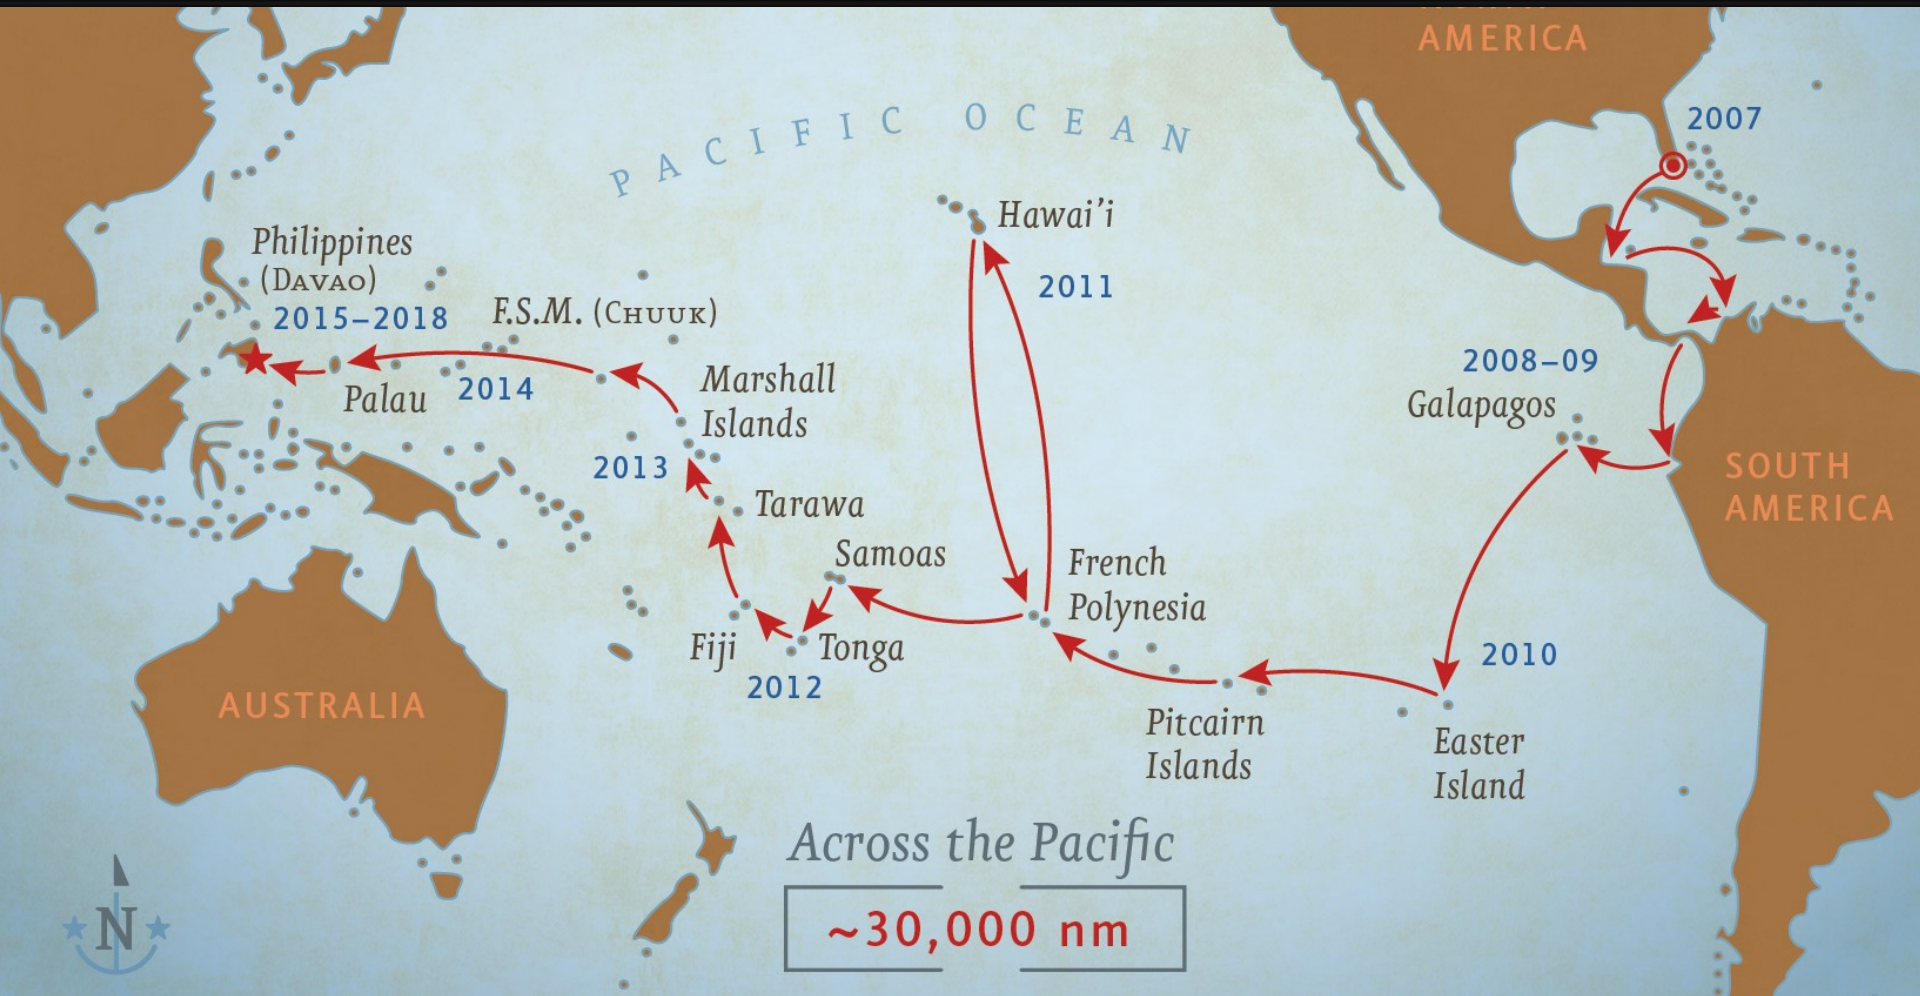 AMERICA
2007
PACIFIC OCEAN
Hawai’i
2011
Philippines
(Davao)
2015–2018
F.S.M. (Chuuk)
Palau
2014
Marshall
Islands
2013
Tarawa
Samoas
Fiji
Tonga
2012
French
Polynesia
2008–09
Galapagos
SOUTH
AMERICA
2010
Pitcairn
Islands
Easter
Island
AUSTRALIA
Across the Pacific
~30,000 nm
N